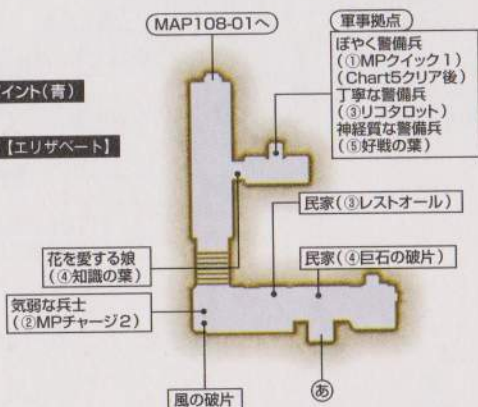 MAP108-01へ
軍事拠点
ぼやく警備兵
(①MPクイック1)
(Chart5クリア後)
丁寧な警備兵
(③リコタロット)
神経質な警備兵
(⑤好戦の葉)
イント(青)
【エリザベート】
民家(③レストオール)
花を愛する娘
(④知識の葉)
民家(④巨石の破片)
気弱な兵士
(②MPチャージ2)
風の破片
あ